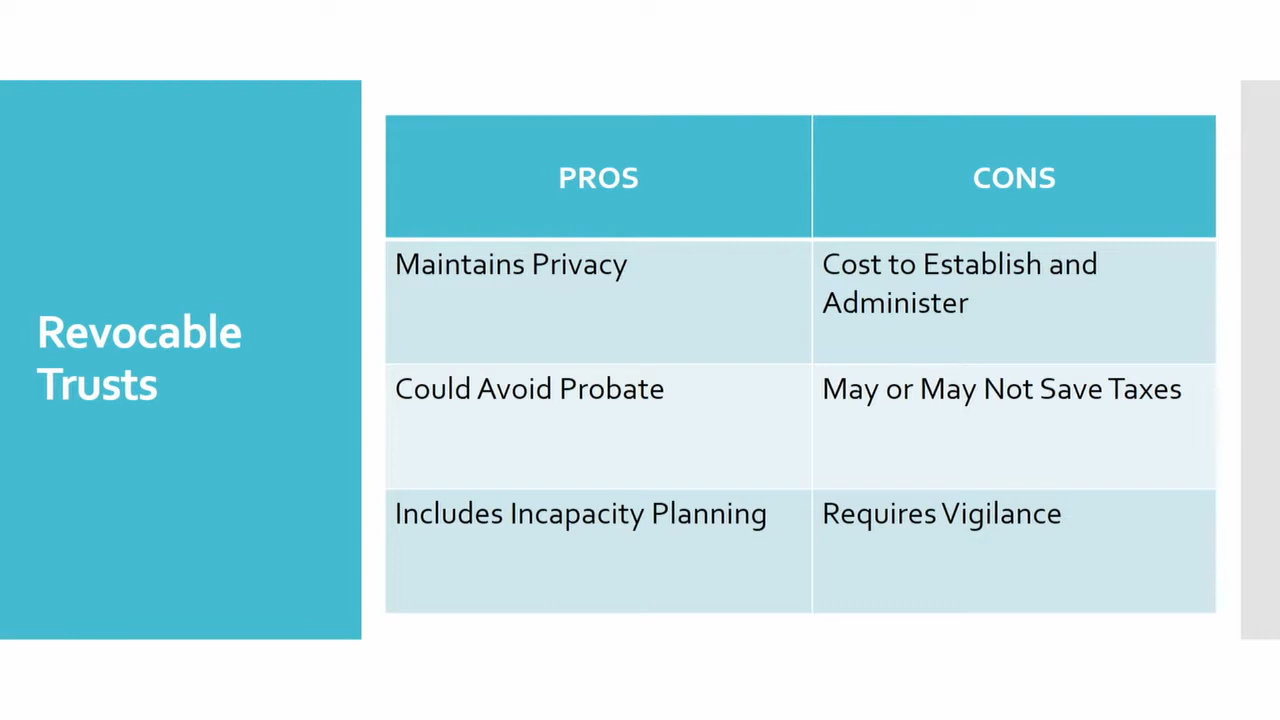 Revocable
Trusts
PROS
CONS
Maintains Privacy
Cost to Establish and
Administer
Could Avoid Probate
May or May Not Save Taxes
Includes Incapacity Planning
Requires Vigilance